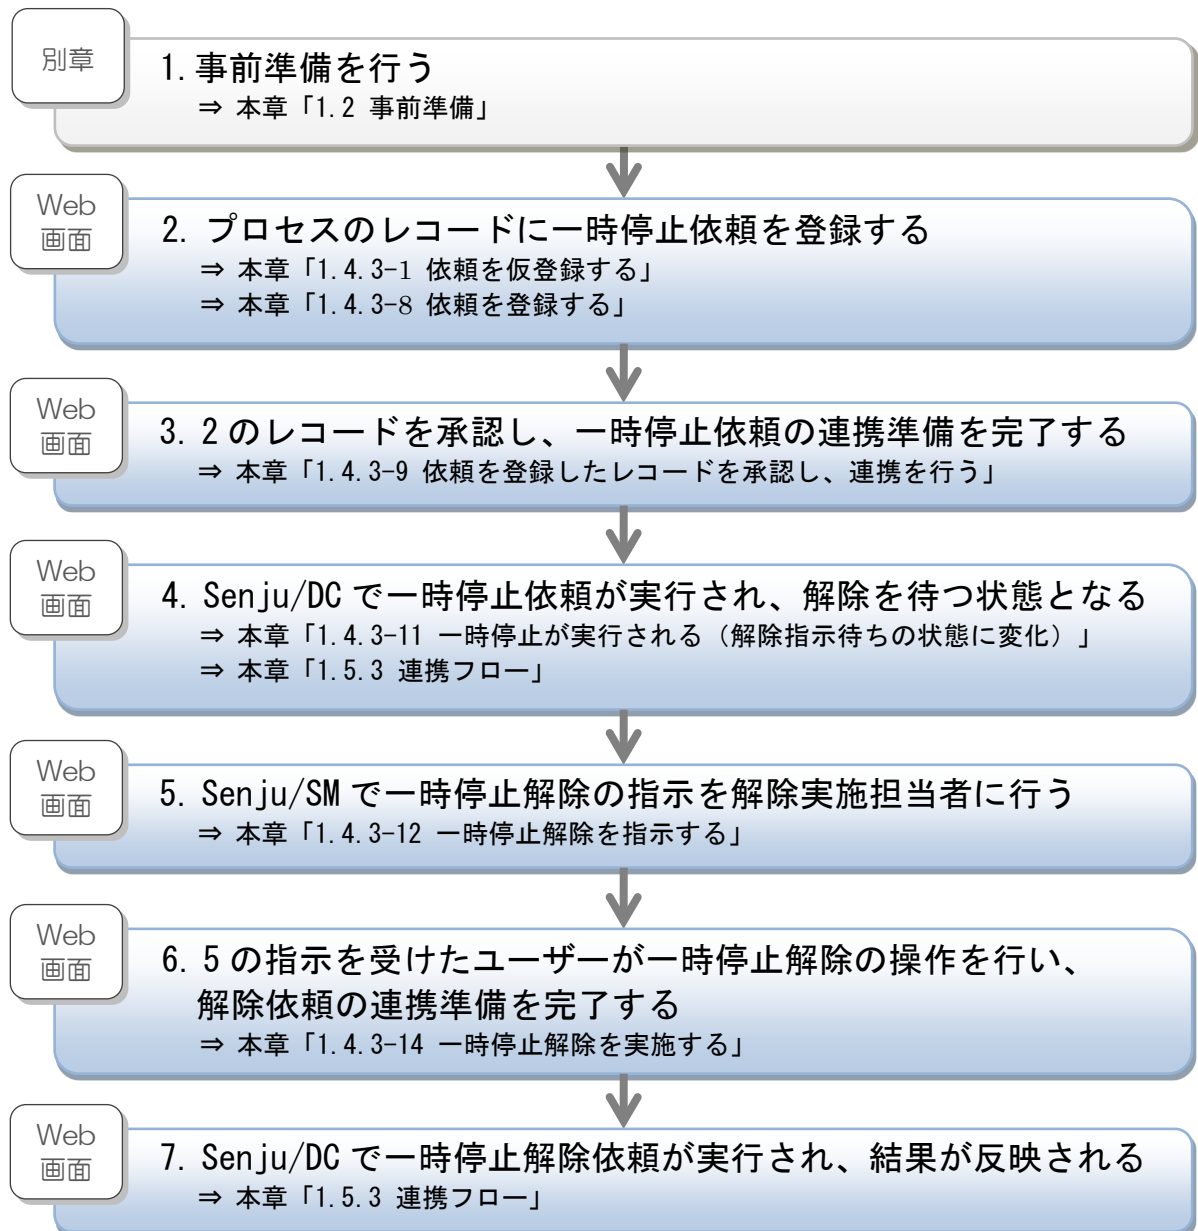 別章
1. 事前準備を行う
⇒ 本章「1.2 事前準備」
Web
画面
2. プロセスのレコードに一時停止依頼を登録する
⇒ 本章「1.4.3-1 依頼を仮登録する」
⇒ 本章「1.4.3-8 依頼を登録する」
Web
画面
3. 2 のレコードを承認し、一時停止依頼の連携準備を完了する
⇒ 本章「1.4.3-9 依頼を登録したレコードを承認し、連携を行う」
Web
画面
4. Senju/DC で一時停止依頼が実行され、解除を待つ状態となる
⇒ 本章「1.4.3-11 一時停止が実行される（解除指示待ちの状態に変化）」
⇒ 本章「1.5.3 連携フロー」
Web
画面
5. Senju/SM で一時停止解除の指示を解除実施担当者に行う
⇒ 本章「1.4.3-12 一時停止解除を指示する」
Web
画面
6. 5 の指示を受けたユーザーが一時停止解除の操作を行い、
解除依頼の連携準備を完了する
⇒ 本章「1.4.3-14 一時停止解除を実施する」
Web
画面
7. Senju/DC で一時停止解除依頼が実行され、結果が反映される
⇒ 本章「1.5.3 連携フロー」